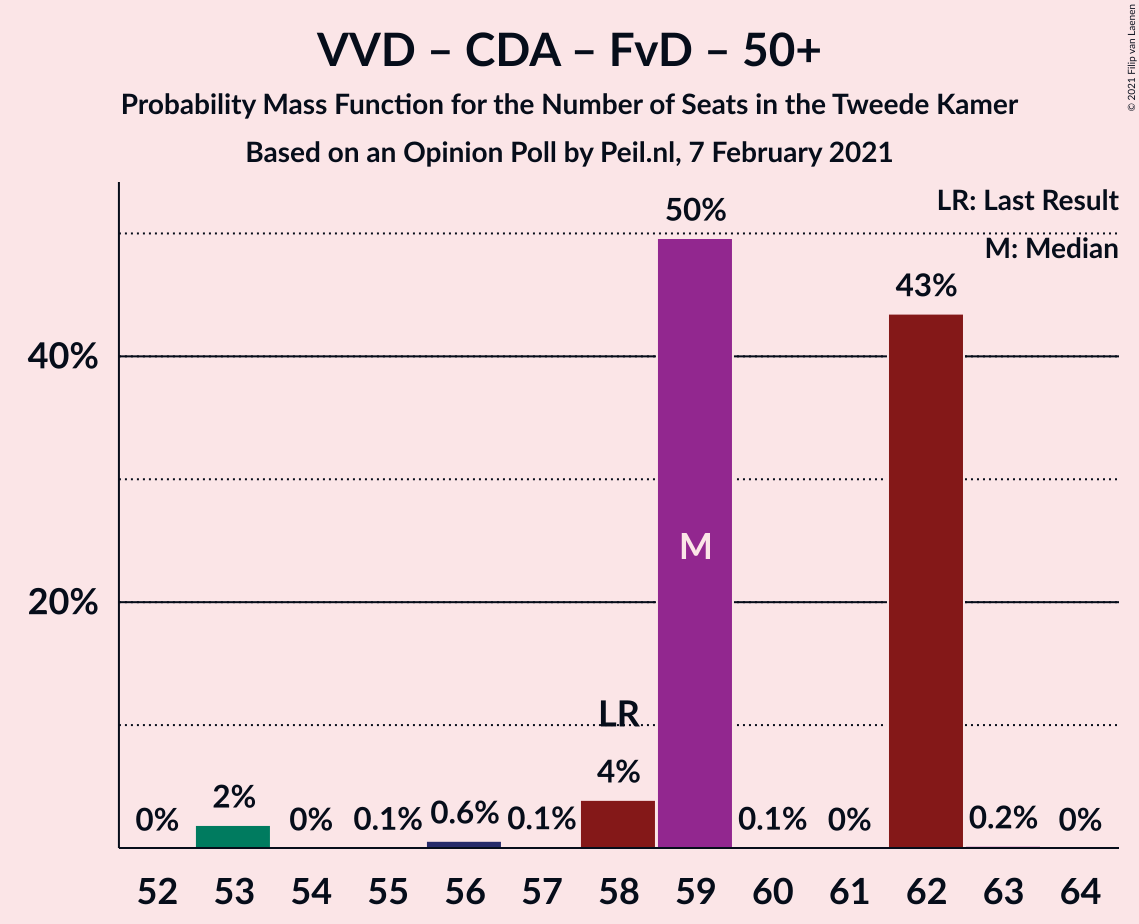 VVD – CDA – FvD – 50+
Probability Mass Function for the Number of Seats in the Tweede Kamer
Based on an Opinion Poll by Peil.nl, 7 February 2021
© 2021 Filip van Laenen
LR: Last Result
M: Median
50%
43%
40%
M
20%
LR
4%
0% 2% 0% 0.1% 0.6% 0.1% 0.1% 0% 0.2% 0%
52 53 54 55 56 57 58 59 60 61 62 63 64